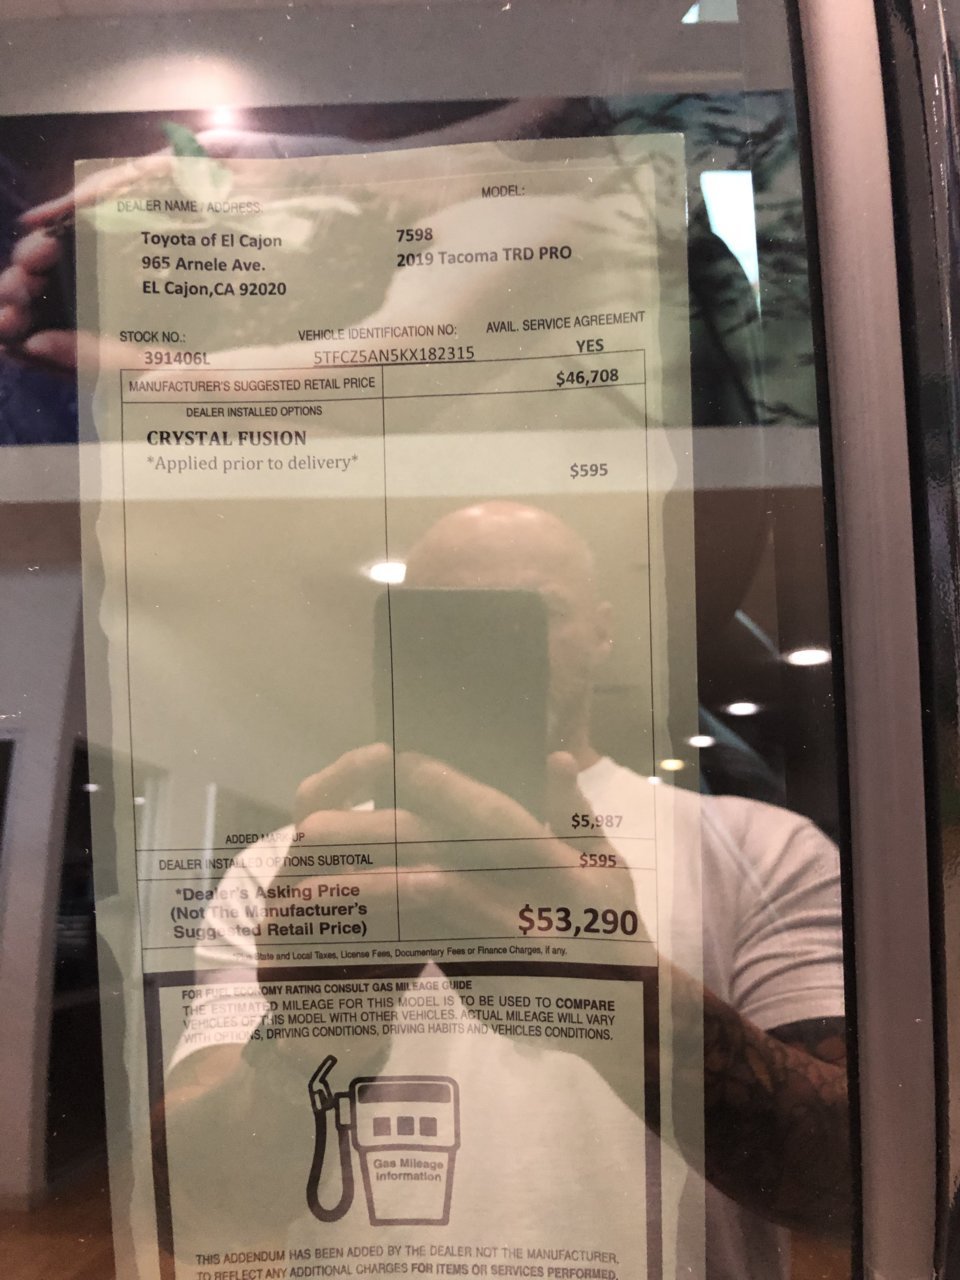 DEALER NAME / ADDRESS:
MODEL:
Toyota of El Cajon
965 Arnele Ave.
EL Cajon,CA 92020
7598
2019 Tacoma TRD PRO
STOCK NO.:
391406L
VEHICLE IDENTIFICATION NO:
5TFCZ5AN5KX182315
AVAIL. SERVICE AGREEMENT
YES
MANUFACTURER'S SUGGESTED RETAIL PRICE
$46,708
DEALER INSTALLED OPTIONS
CRYSTAL FUSION
*Applied prior to delivery*
$595
ADDED MARK UP
$5,987
DEALER INSTALLED OPTIONS SUBTOTAL
$595
*Dealer's Asking Price
(Not The Manufacturer's
Suggested Retail Price)
$53,290
State and Local Taxes, License Fees, Documentary Fees or Finance Charges, if any.
FOR FUEL ECONOMY RATING CONSULT GAS MILEAGE GUIDE
THE ESTIMATED MILEAGE FOR THIS MODEL IS TO BE USED TO COMPARE
VEHICLES OF THIS MODEL WITH OTHER VEHICLES. ACTUAL MILEAGE WILL VARY
WITH OPTIONS, DRIVING CONDITIONS, DRIVING HABITS AND VEHICLES CONDITIONS.
Gas Mileage
Information
THIS ADDENDUM HAS BEEN ADDED BY THE DEALER NOT THE MANUFACTURER,
TO REFLECT ANY ADDITIONAL CHARGES FOR ITEMS OR SERVICES PERFORMED.